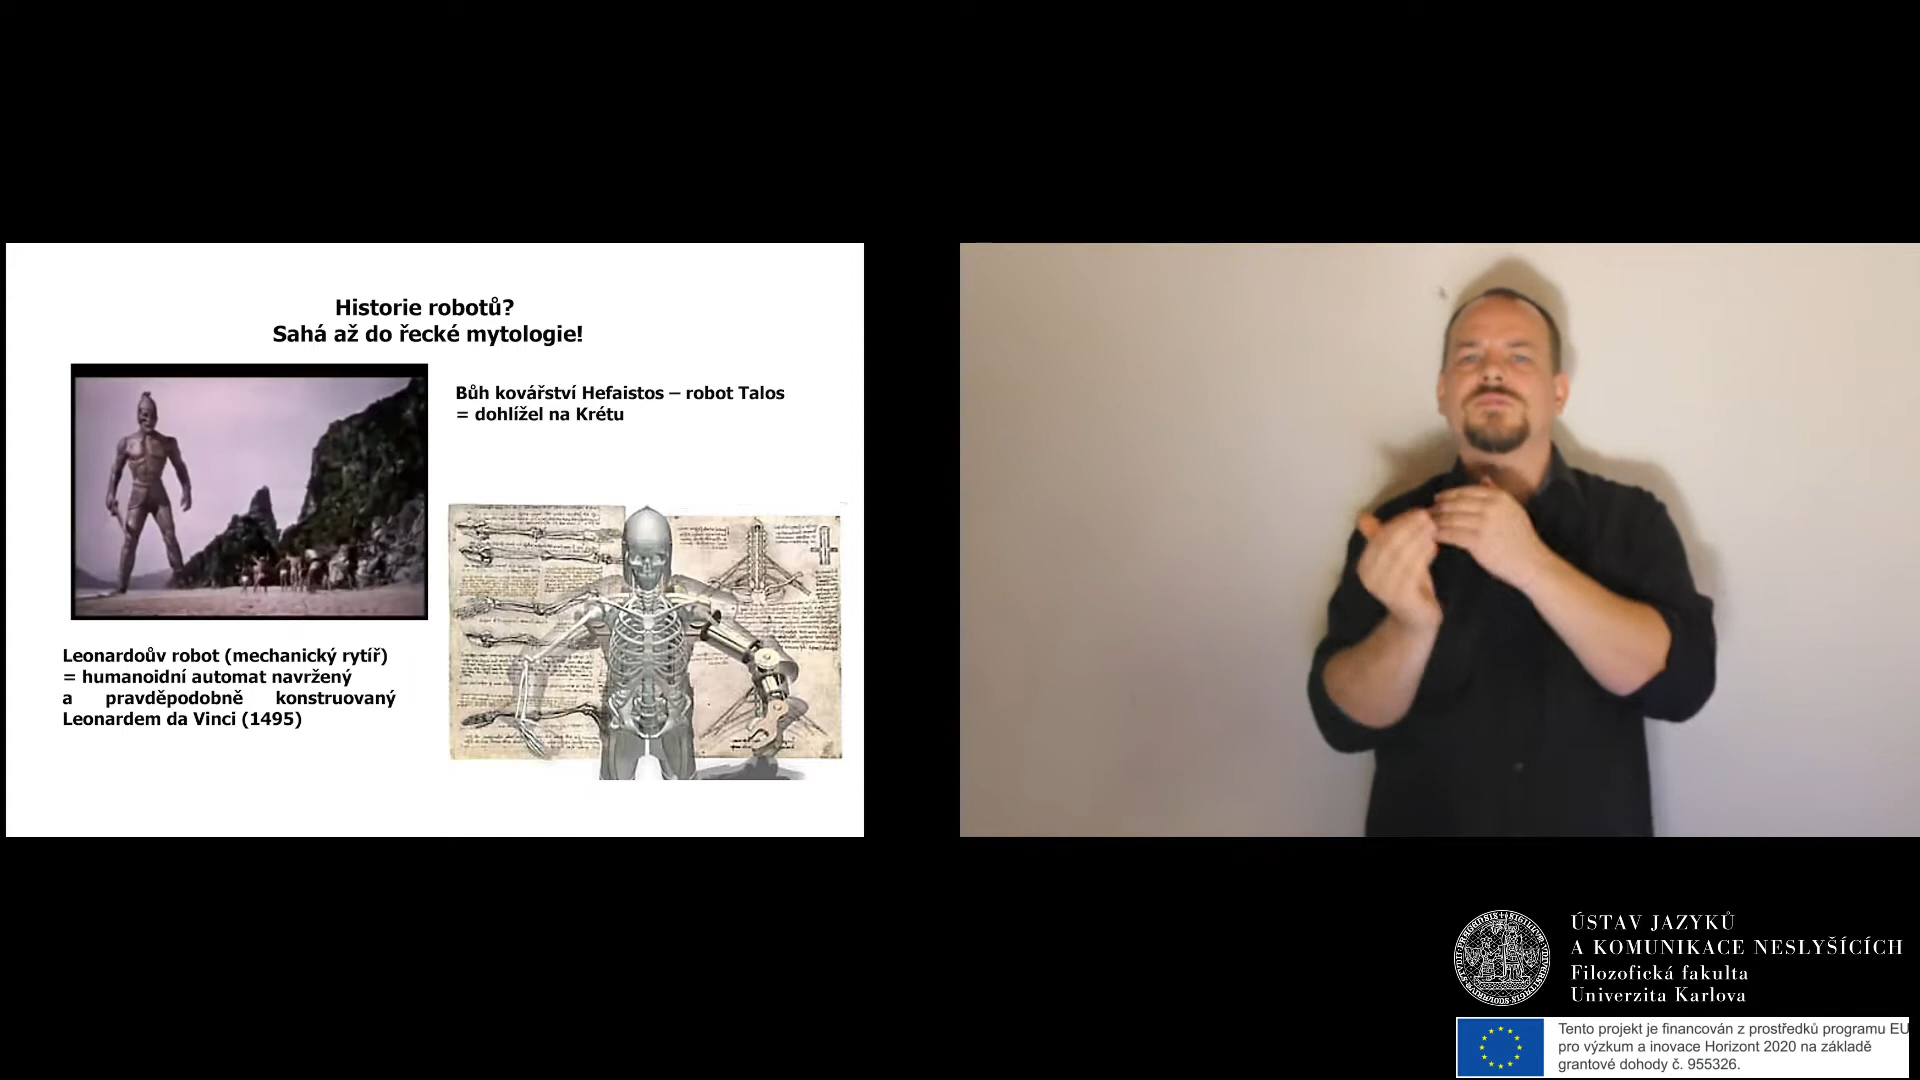 Historie robotů?
Sahá až do řecké mytologie!
Bůh kovářství Hefaistos – robot Talos
= dohlížel na Krétu
Leonardoův robot (mechanický rytíř)
= humanoidní automat navržený
a pravděpodobně konstruovaný
Leonardem da Vinci (1495)
ÚSTAV JAZYKŮ
A KOMUNIKACE NESLYŠÍCÍCH
Filozofická fakulta
Univerzita Karlova
Tento projekt je financován z prostředků programu EU
pro výzkum a inovace Horizont 2020 na základě
grantové dohody č. 955326.